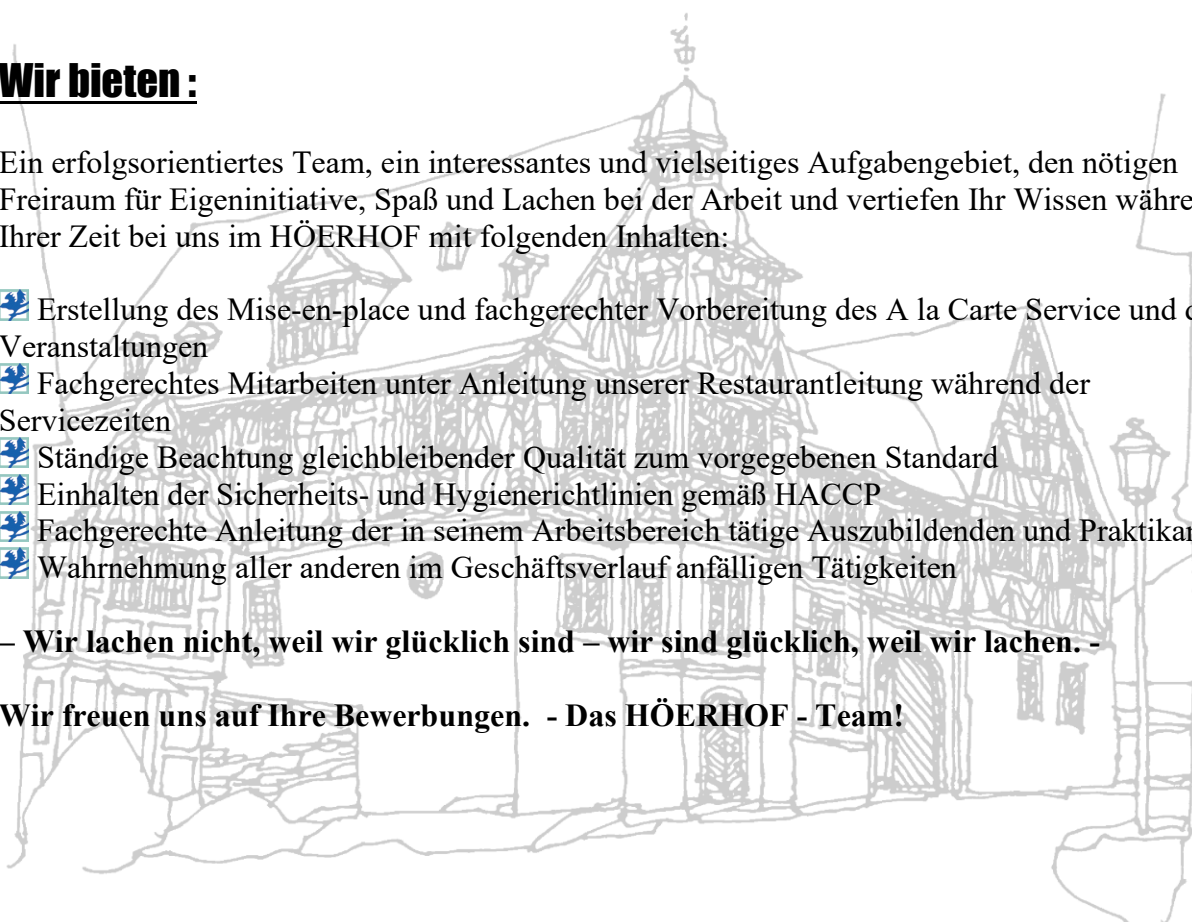 Wir bieten :
Ein erfolgsorientiertes Team, ein interessantes und vielseitiges Aufgabengebiet, den nötigen
Freiraum für Eigeninitiative, Spaß und Lachen bei der Arbeit und vertiefen Ihr Wissen währe
Ihrer Zeit bei uns im HÖERHOF mit folgenden Inhalten:
Erstellung des Mise-en-place und fachgerechter Vorbereitung des A la Carte Service und d
Veranstaltungen
Fachgerechtes Mitarbeiten unter Anleitung unserer Restaurantleitung während der
Servicezeiten
Ständige Beachtung gleichbleibender Qualität zum vorgegebenen Standard
Einhalten der Sicherheits- und Hygienerichtlinien gemäß HACCP
Fachgerechte Anleitung der in seinem Arbeitsbereich tätige Auszubildenden und Praktikan
Wahrnehmung aller anderen im Geschäftsverlauf anfälligen Tätigkeiten
– Wir lachen nicht, weil wir glücklich sind – wir sind glücklich, weil wir lachen. -
Wir freuen uns auf Ihre Bewerbungen. - Das HÖERHOF - Team!